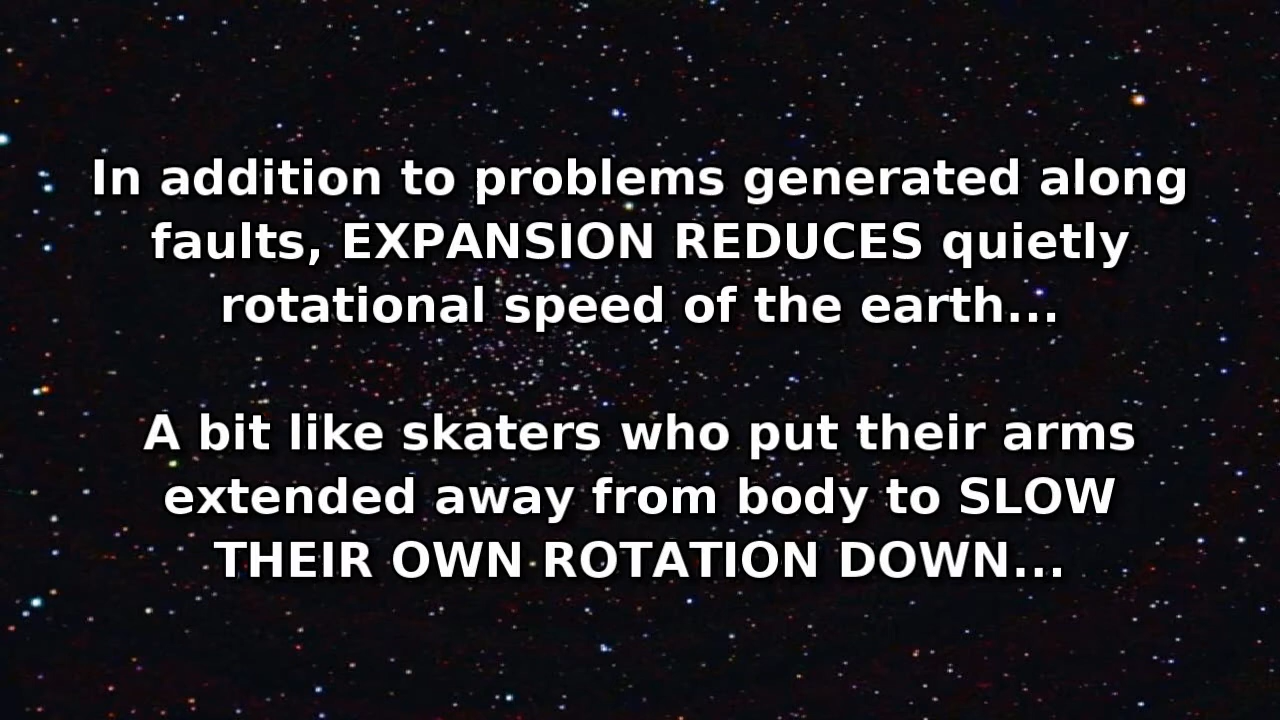 In addition to problems generated along
faults, EXPANSION REDUCES quietly
rotational speed of the earth...
A bit like skaters who put their arms
extended away from body to SLOW
THEIR OWN ROTATION DOWN...